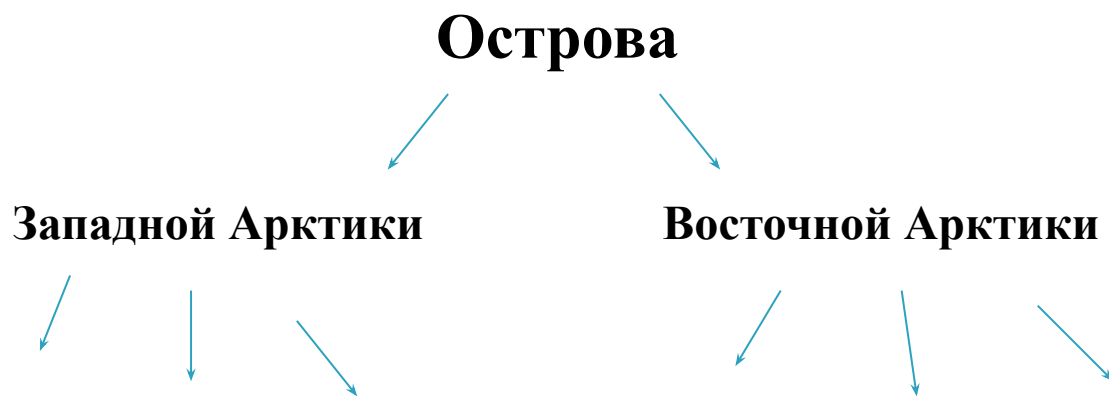 Острова
Западной Арктики
Восточной Арктики